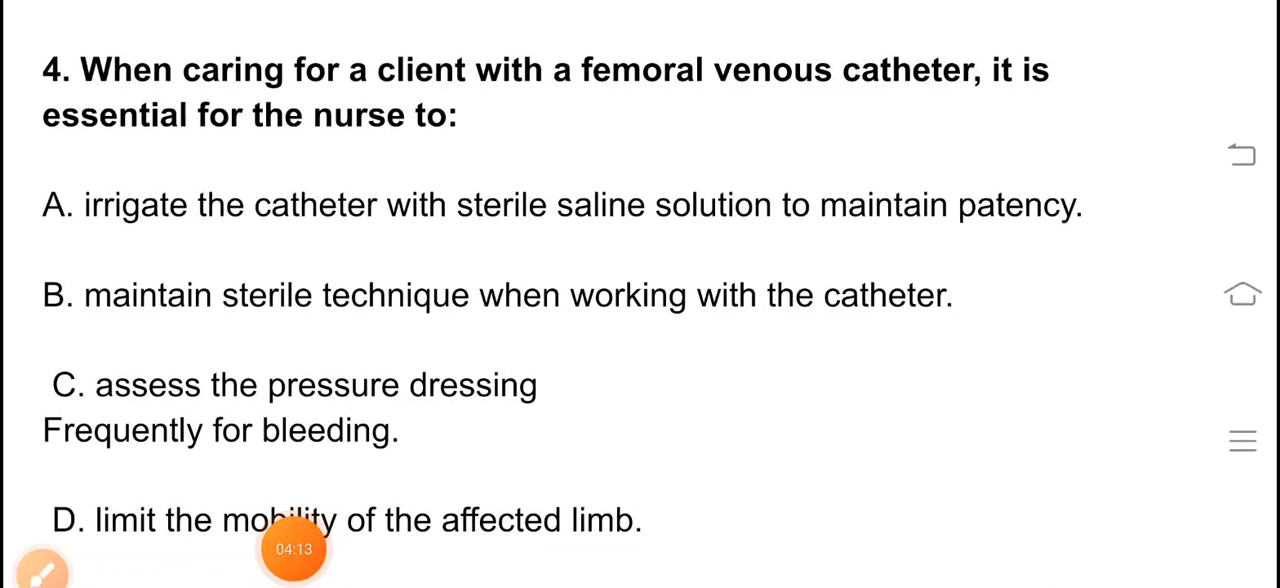 4. When caring for a client with a femoral venous catheter, it is
essential for the nurse to:
A. irrigate the catheter with sterile saline solution to maintain patency.
B. maintain sterile technique when working with the catheter.
C. assess the pressure dressing
Frequently for bleeding.
D. limit the mobility of the affected limb.
04:13